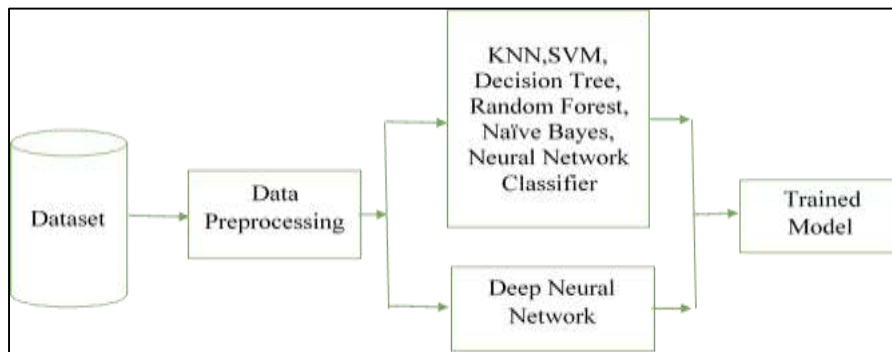 Dataset
Data
Preprocessing
KNN,SVM,
Decision Tree,
Random Forest,
Naïve Bayes,
Neural Network
Classifier
Deep Neural
Network
Trained
Model